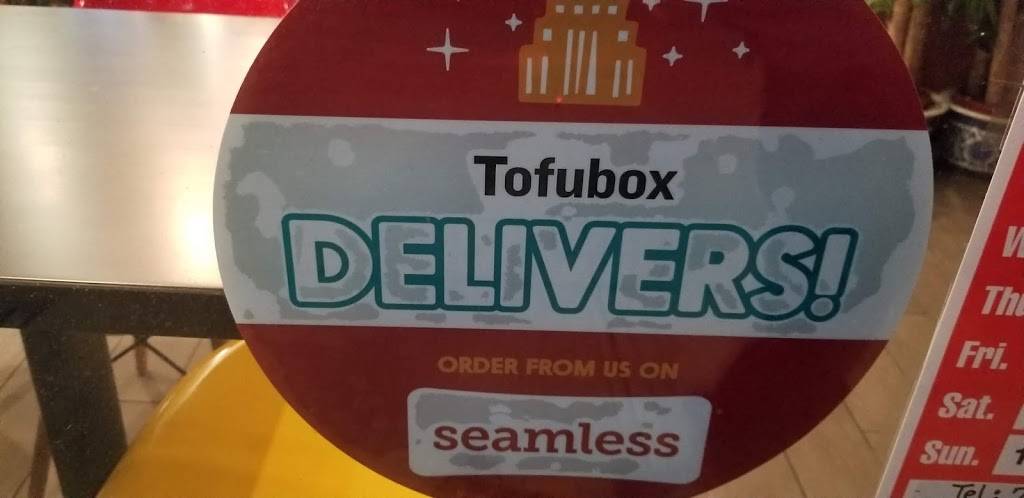 Tofubox
DELIVERS!
ORDER FROM US ON
seamless
Fri.
Sat.
Sun.